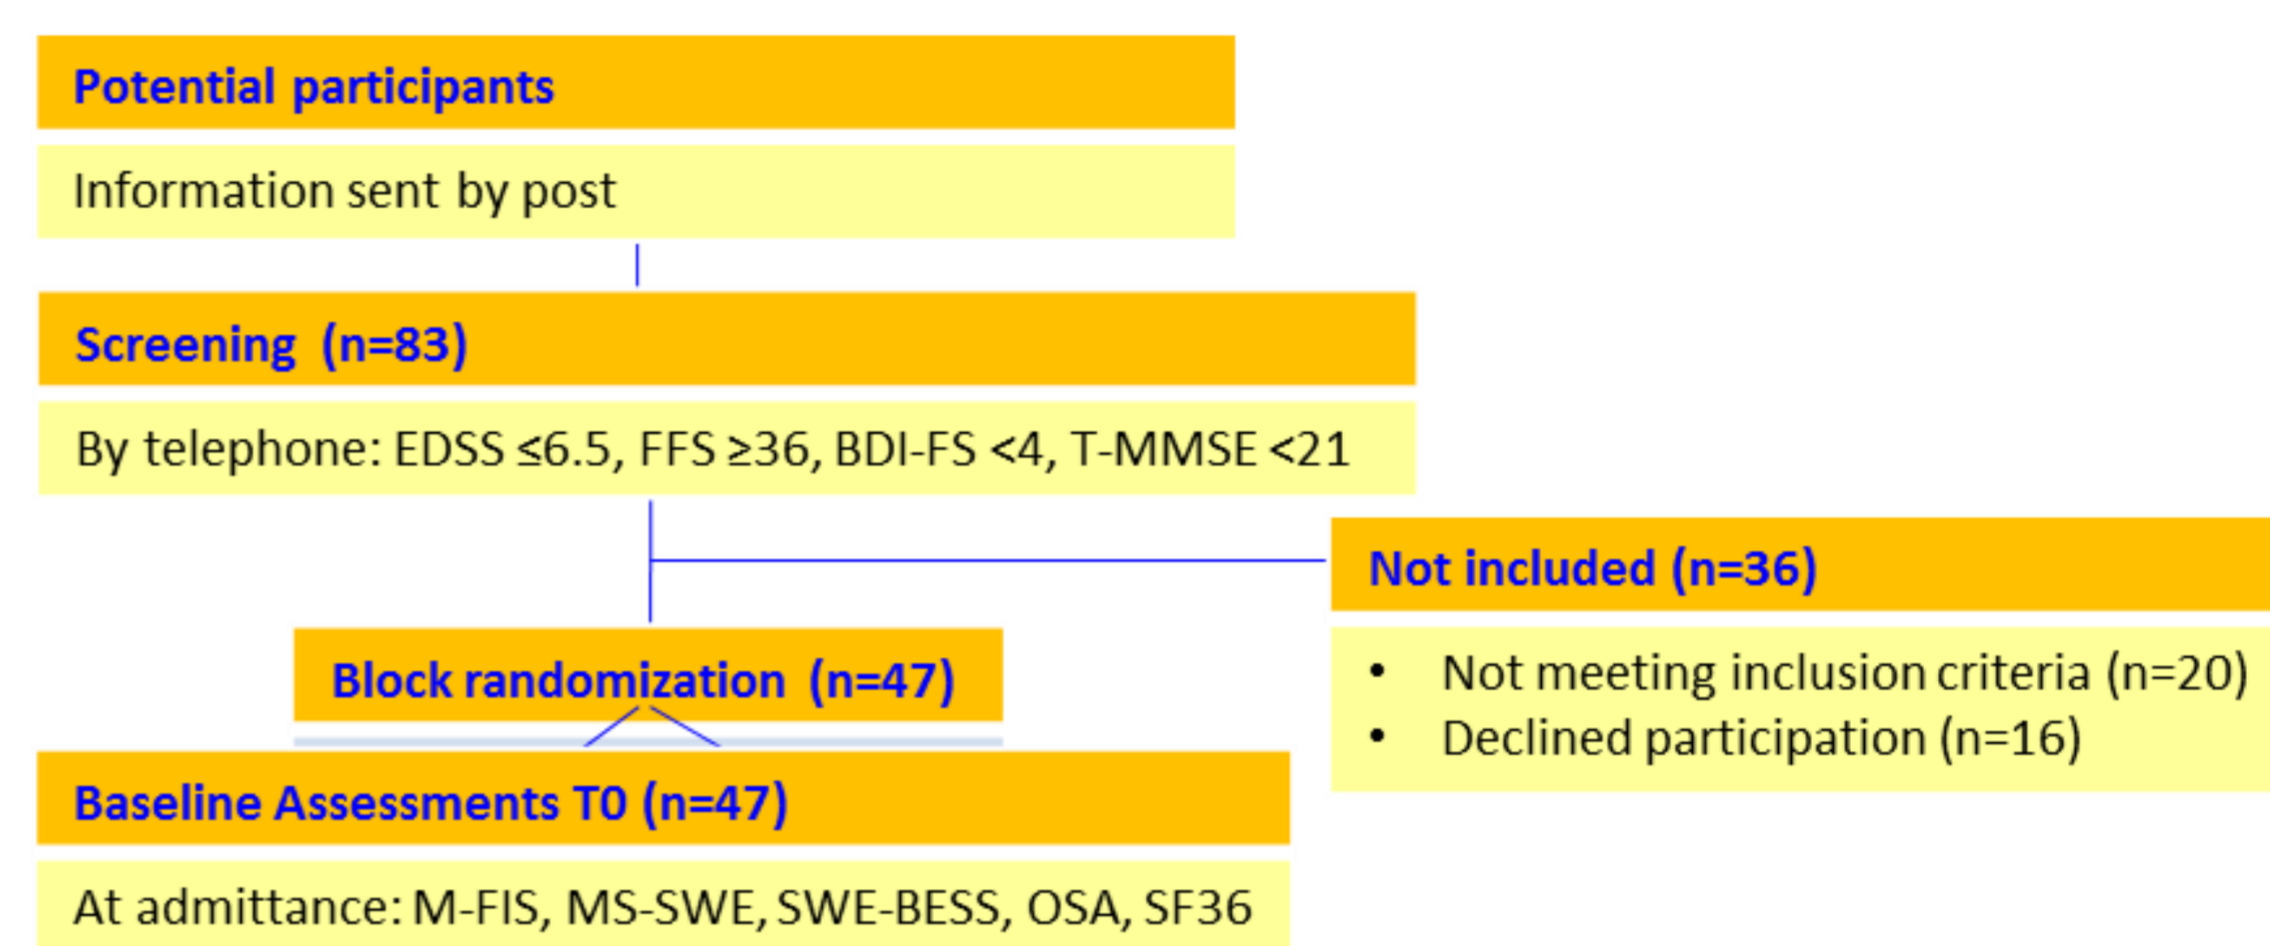 Potential participants
Information sent by post
Screening (n=83)
By telephone: EDSS ≤6.5, FFS ≥36, BDI-FS <4, T-MMSE <21
Not included (n=36)
• Not meeting inclusion criteria (n=20)
• Declined participation (n=16)
Block randomization (n=47)
Baseline Assessments T0 (n=47)
At admittance: M-FIS, MS-SWE, SWE-BESS, OSA, SF36